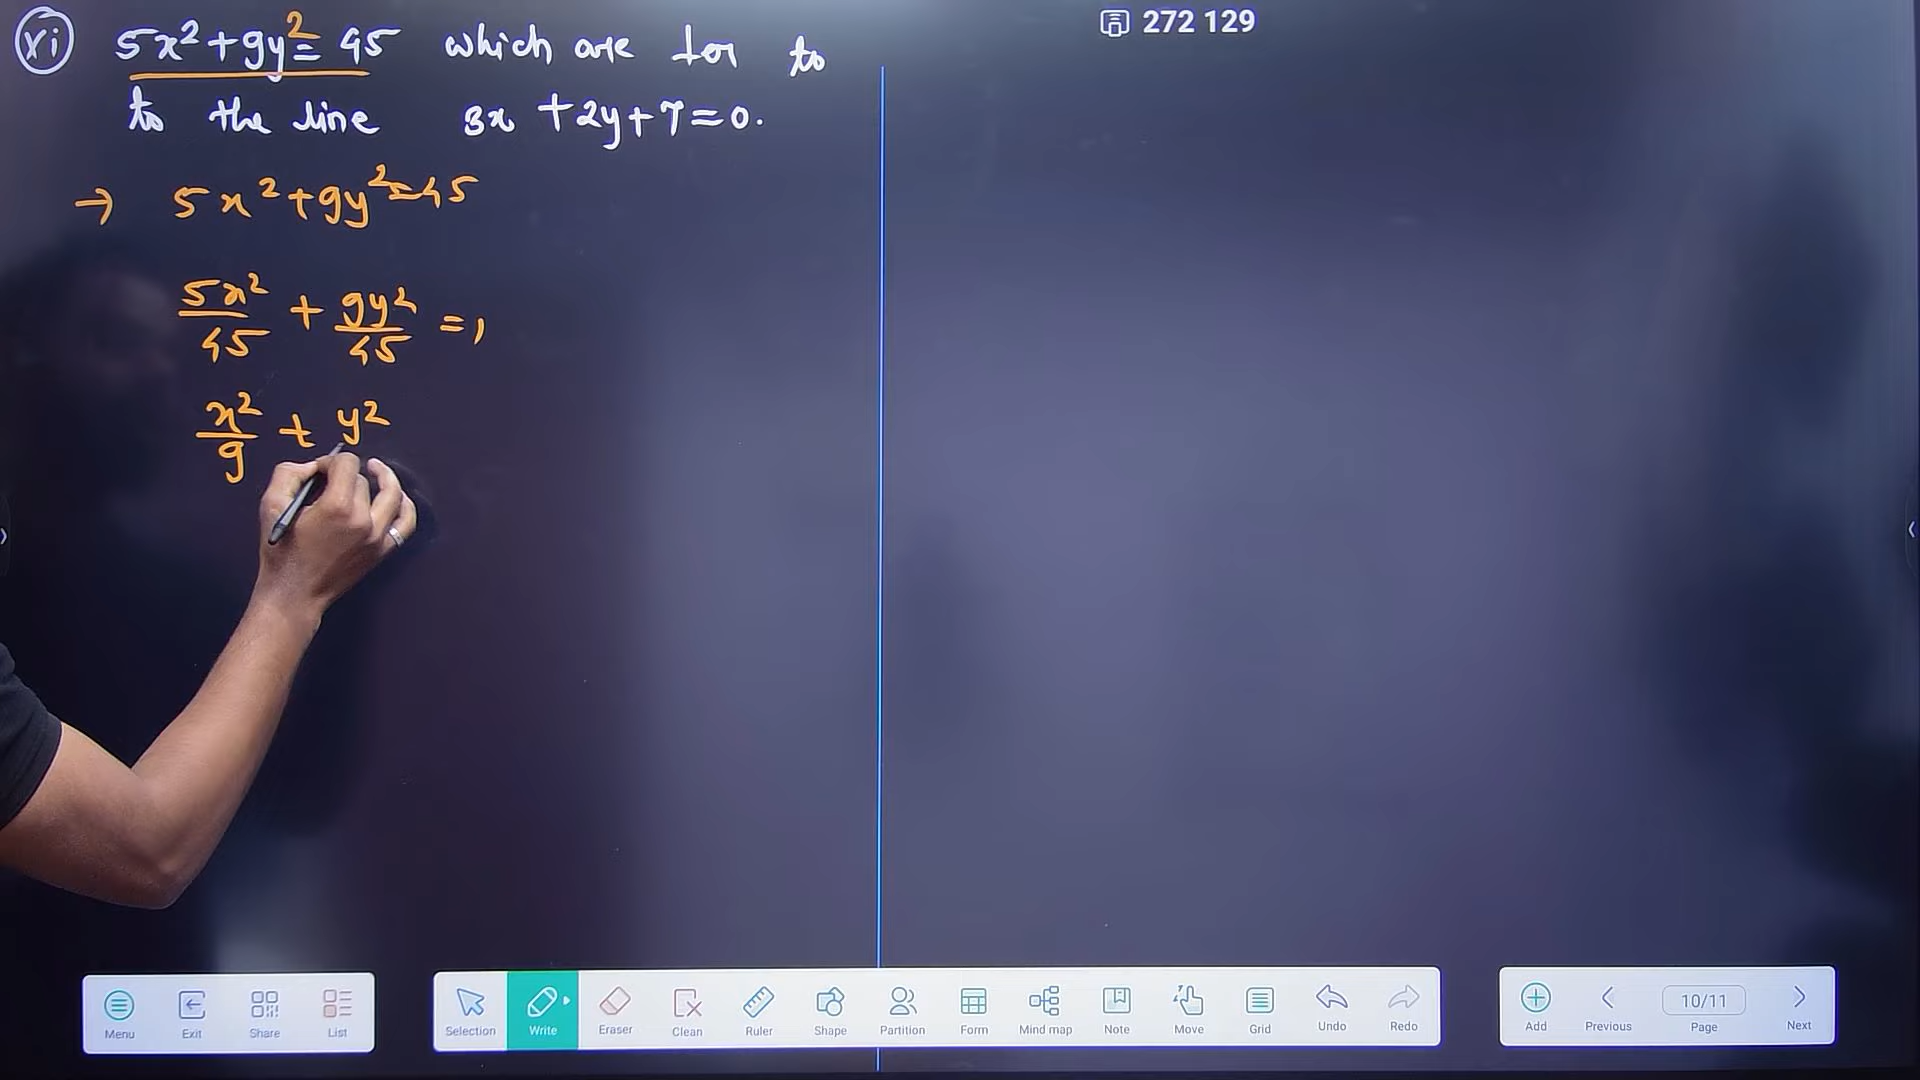 xi 5x²+9y²=45 which are ⊥er to
to the line 3x+2y+7=0.
→ 5x²+9y²=45
5x²/45 + 9y²/45 = 1
x²/9 + y²
272 129
Menu Exit Share List
Selection Write Eraser Clean Ruler Shape Partition Form Mind map Note Move Grid Undo Redo
Add Previous 10/11 Page Next